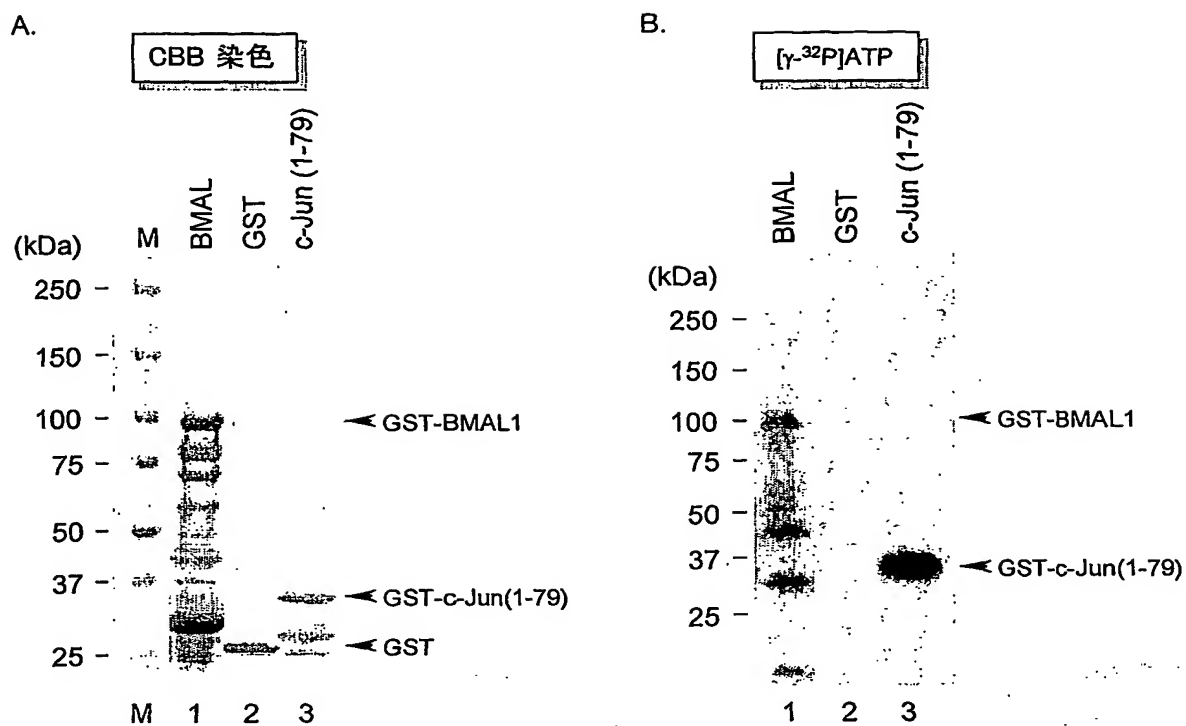 A.
CBB 染色
(kDa)
M
BMAL
GST
c-Jun (1-79)
250
150
100
75
50
37
25
GST-BMAL1
GST-c-Jun(1-79)
GST
M 1 2 3
B.
[γ-³²P]ATP
(kDa)
BMAL
GST
c-Jun (1-79)
250
150
100
75
50
37
25
GST-BMAL1
GST-c-Jun(1-79)
1 2 3